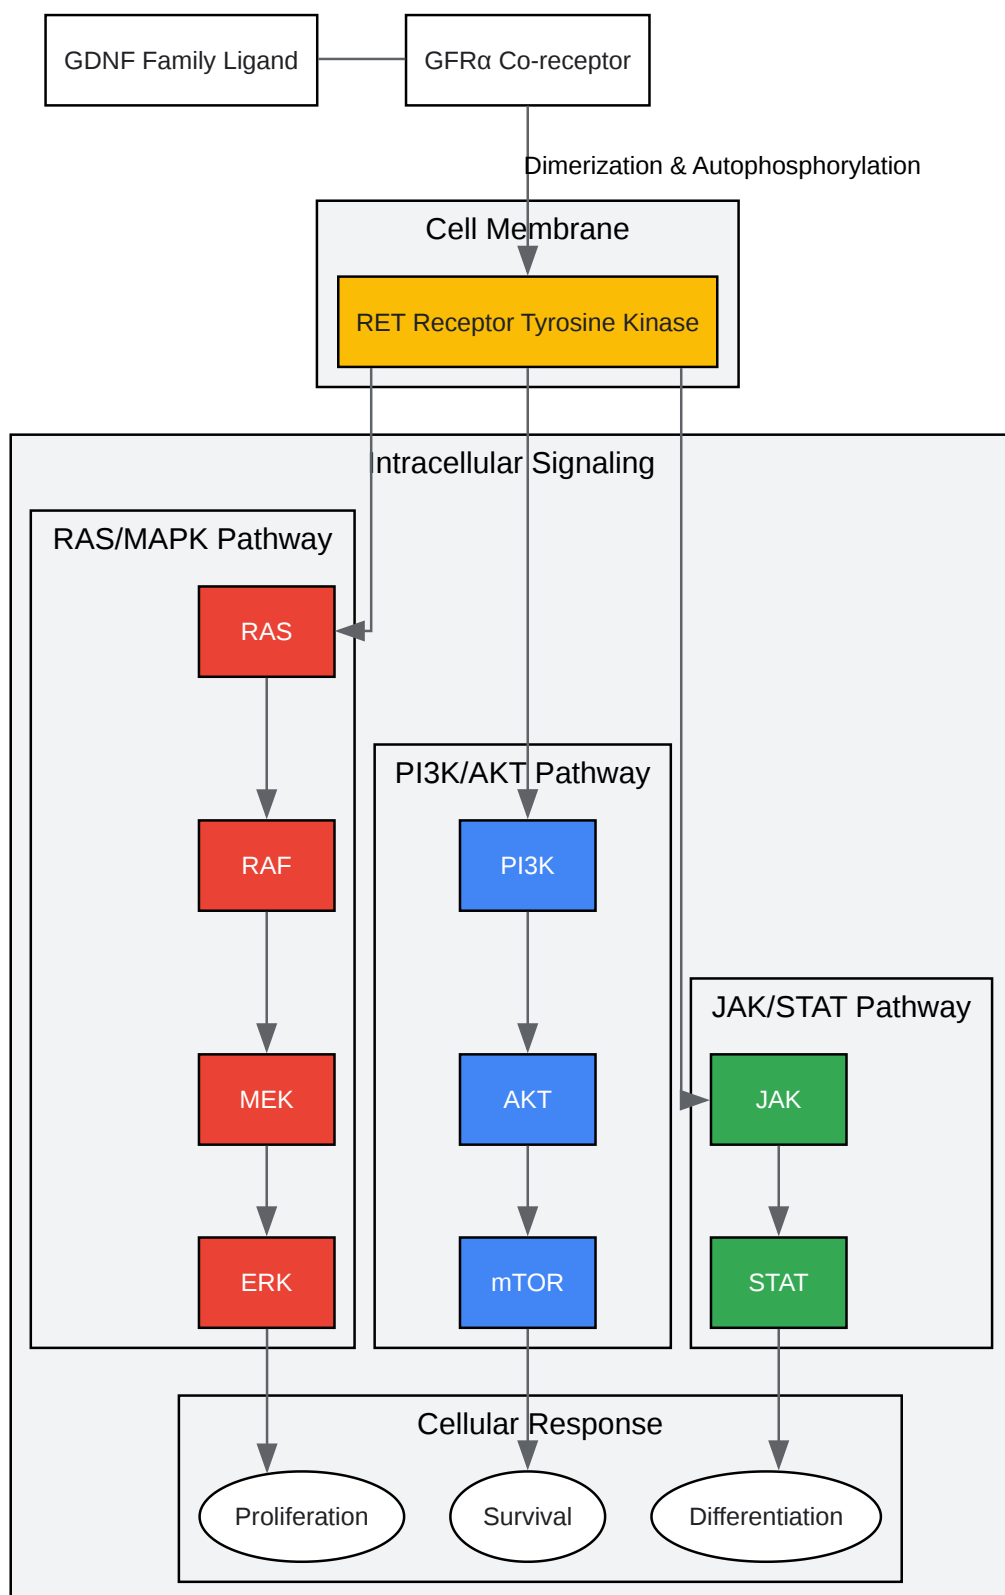 GDNF Family Ligand
GFRα Co-receptor
Dimerization & Autophosphorylation
Cell Membrane
RET Receptor Tyrosine Kinase
Intracellular Signaling
RAS/MAPK Pathway
RAS
PI3K/AKT Pathway
RAF
PI3K
JAK/STAT Pathway
MEK
AKT
JAK
ERK
mTOR
STAT
Cellular Response
Proliferation
Survival
Differentiation